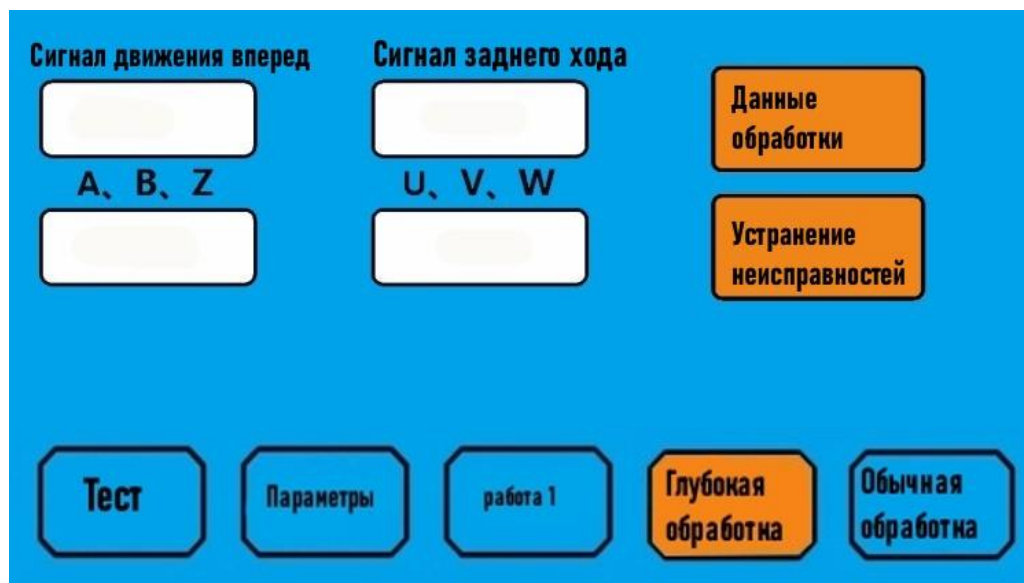 Сигнал движения вперед
Сигнал заднего хода
Данные
обработки
A、B、Z
U、V、W
Устранение
неисправностей
Тест
Параметры
работа 1
Глубокая
обработка
Обычная
обработка